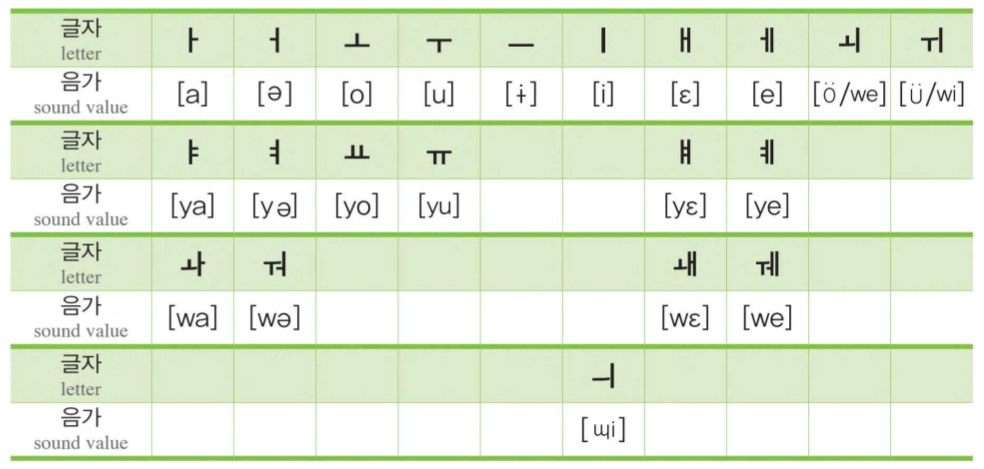 글자 ㅏ ㅓ ㅗ ㅜ ㅡ ㅣ ㅐ ㅔ ㅚ ㅟ
letter
음가 [a] [ə] [o] [u] [ɨ] [i] [ɛ] [e] [ö/we] [ü/wi]
sound value
글자 ㅑ ㅕ ㅛ ㅠ ㅒ ㅖ
letter
음가 [ya] [yə] [yo] [yu] [yɛ] [ye]
sound value
글자 ㅘ ㅝ ㅙ ㅞ
letter
음가 [wa] [wə] [wɛ] [we]
sound value
글자 ㅢ
letter
음가 [ɰi]
sound value